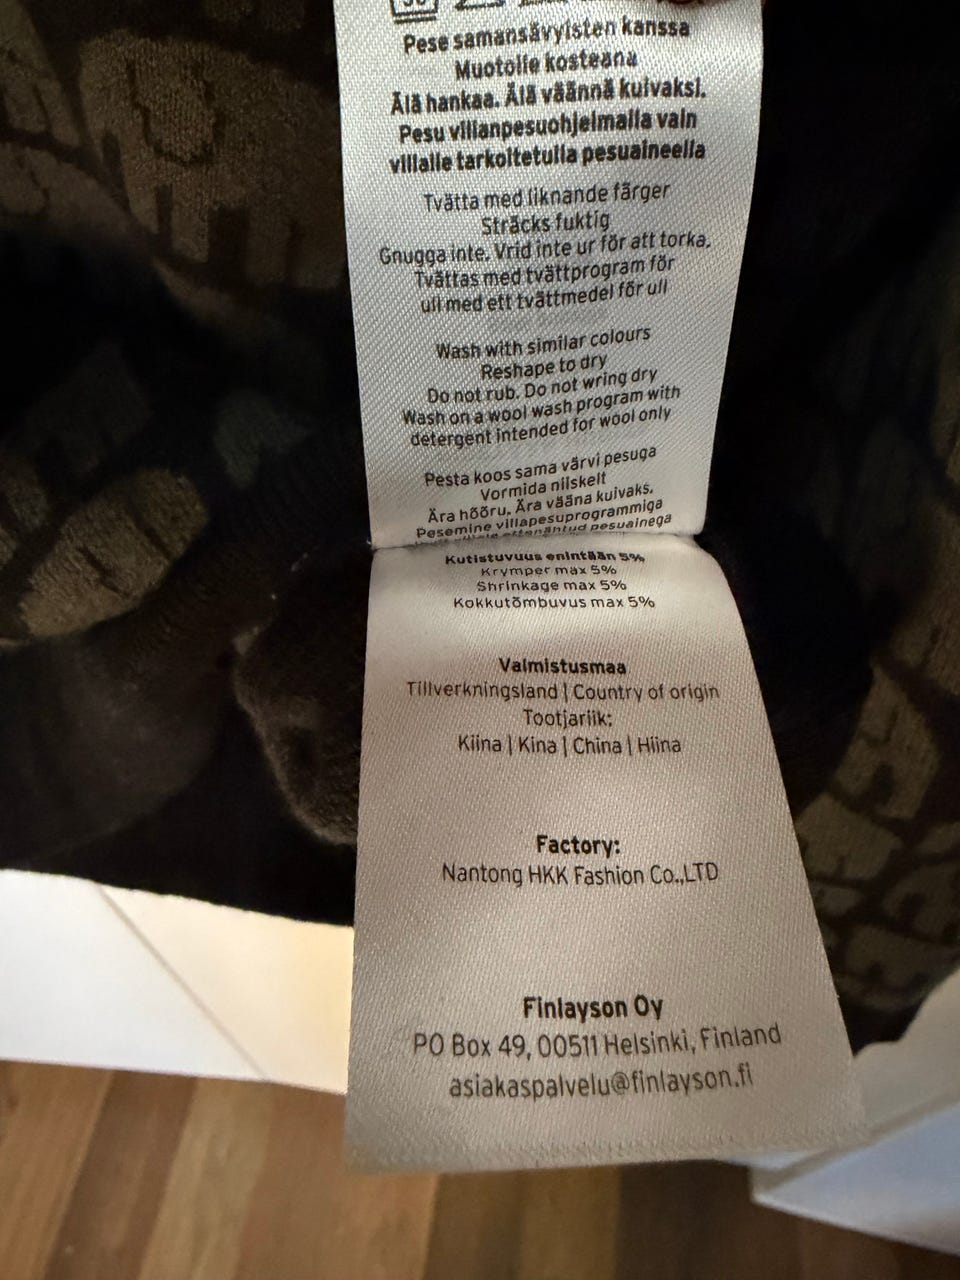 Pese samansävyisten kanssa
Muotoile kosteana
Älä hankaa. Älä väännä kuivaksi.
Pesu villanpesuohjelmalla vain
villalle tarkoitetulla pesuaineella
Tvätta med liknande färger
Sträcks fuktig
Gnugga inte. Vrid inte ur för att torka.
Tvättas med tvättprogram för
ull med ett tvättmedel för ull
Wash with similar colours
Reshape to dry
Do not rub. Do not wring dry
Wash on a wool wash program with
detergent intended for wool only
Pesta koos sama värvi pesuga
Vormida niiskelt
Ära hõõru. Ära vääna kuivaks.
Pesemine villapesuprogrammiga
ettenähtud pesuainega
Kutistuvuus enintään 5%
Krymper max 5%
Shrinkage max 5%
Kokkutõmbuvus max 5%
Valmistusmaa
Tillverkningsland | Country of origin
Tootjariik:
Kiina | Kina | China | Hiina
Factory:
Nantong HKK Fashion Co.,LTD
Finlayson Oy
PO Box 49, 00511 Helsinki, Finland
asiakaspalvelu@finlayson.fi